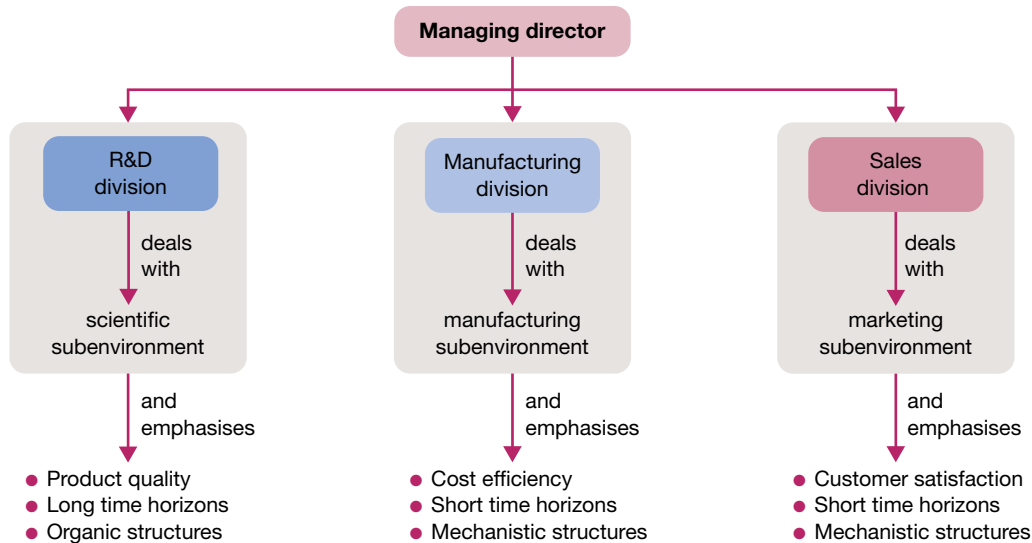 Managing director
R&D
division
deals
with
scientific
subenvironment
and
emphasises
Product quality
Long time horizons
Organic structures
Manufacturing
division
deals
with
manufacturing
subenvironment
and
emphasises
Cost efficiency
Short time horizons
Mechanistic structures
Sales
division
deals
with
marketing
subenvironment
and
emphasises
Customer satisfaction
Short time horizons
Mechanistic structures